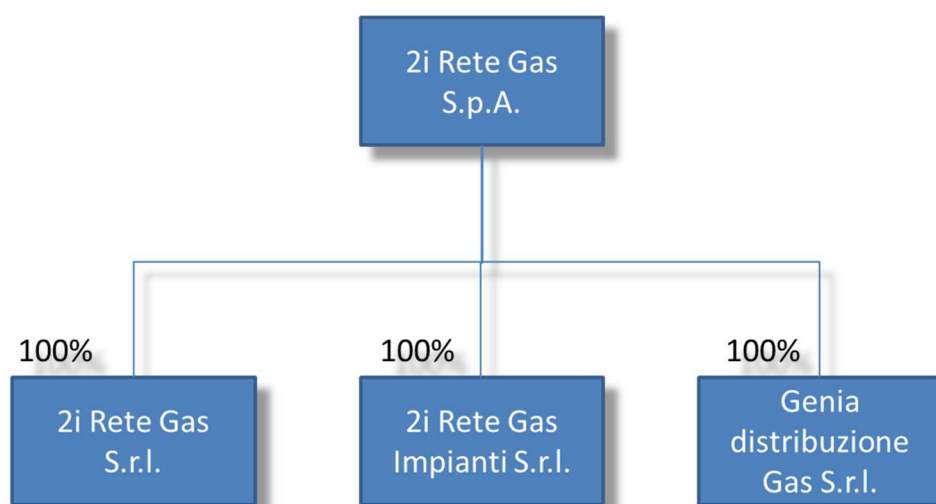 2i Rete Gas
S.p.A.
100%
100%
100%
2i Rete Gas
S.r.l.
2i Rete Gas
Impianti S.r.l.
Genia
distribuzione
Gas S.r.l.